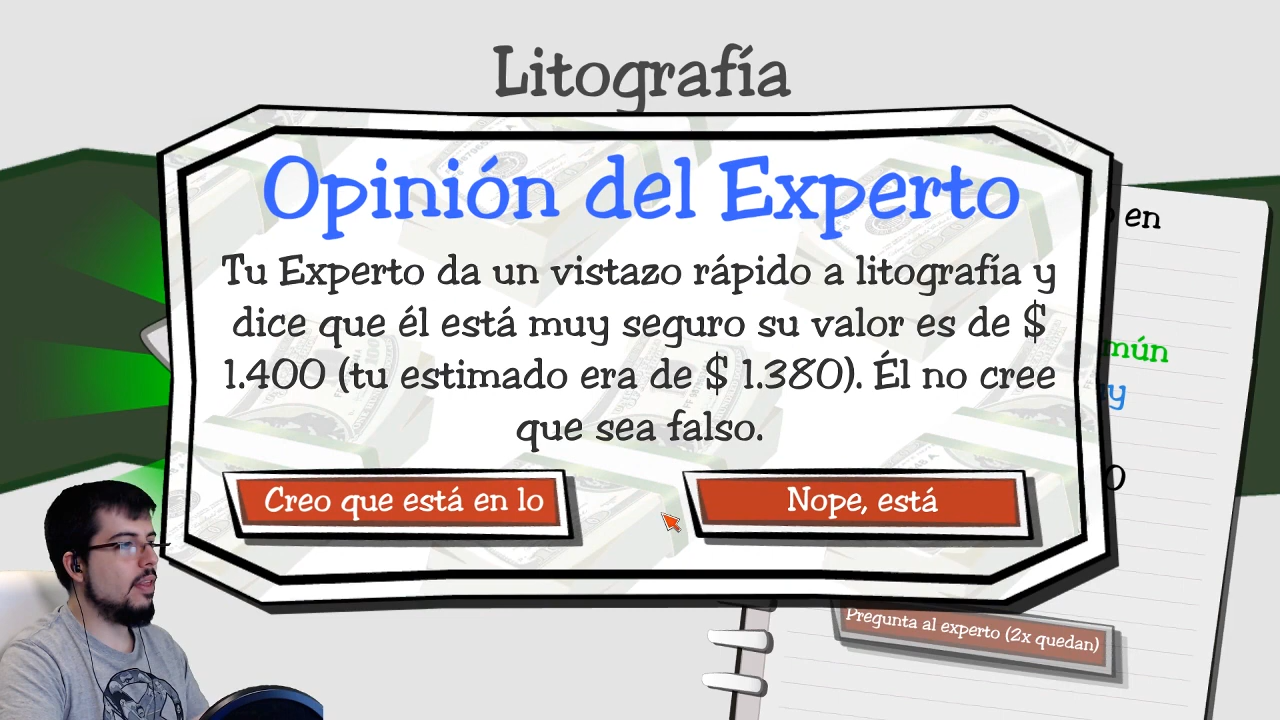 Litografía
Opinión del Experto
Tu Experto da un vistazo rápido a litografía y
dice que él está muy seguro su valor es de $
1.400 (tu estimado era de $ 1.380). Él no cree
que sea falso.
Creo que está en lo
Nope, está
en
Pregunta al experto (2x quedan)